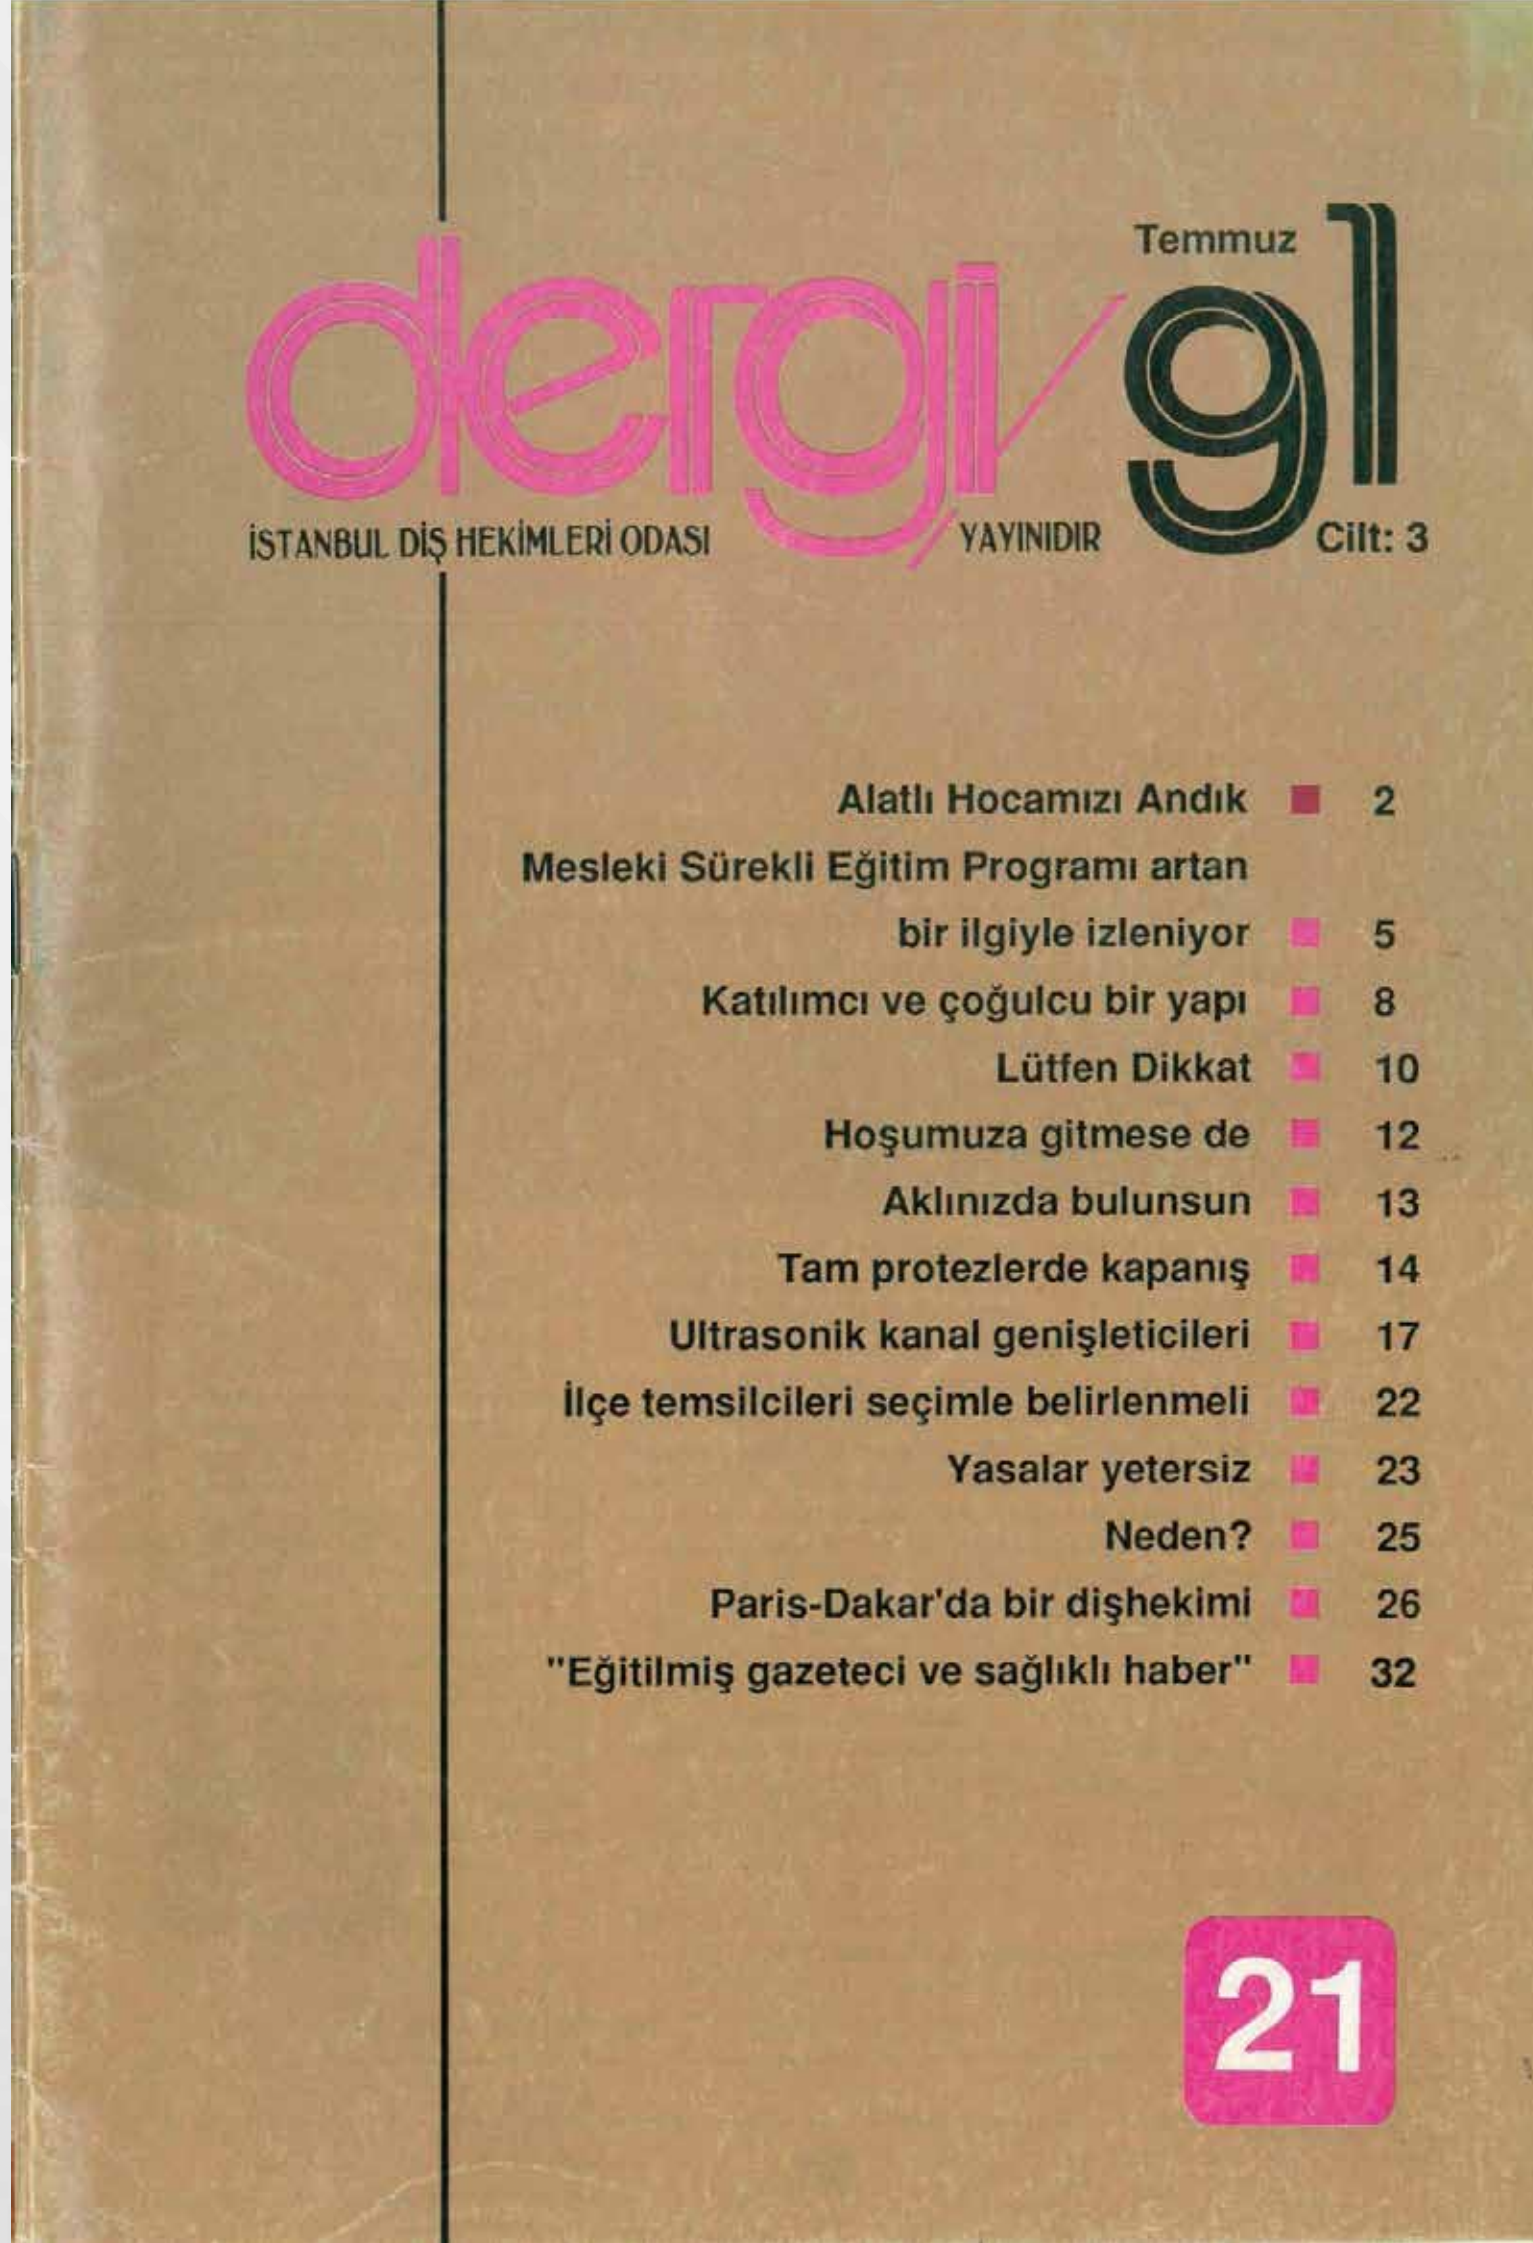 Temmuz
dergi/91
İSTANBUL DİŞ HEKİMLERİ ODASI YAYINIDIR Cilt: 3
Alatlı Hocamızı Andık 2
Mesleki Sürekli Eğitim Programı artan
bir ilgiyle izleniyor 5
Katılımcı ve çoğulcu bir yapı 8
Lütfen Dikkat 10
Hoşumuza gitmese de 12
Aklınızda bulunsun 13
Tam protezlerde kapanış 14
Ultrasonik kanal genişleticileri 17
İlçe temsilcileri seçimle belirlenmeli 22
Yasalar yetersiz 23
Neden? 25
Paris-Dakar'da bir dişhekimi 26
"Eğitilmiş gazeteci ve sağlıklı haber" 32
21